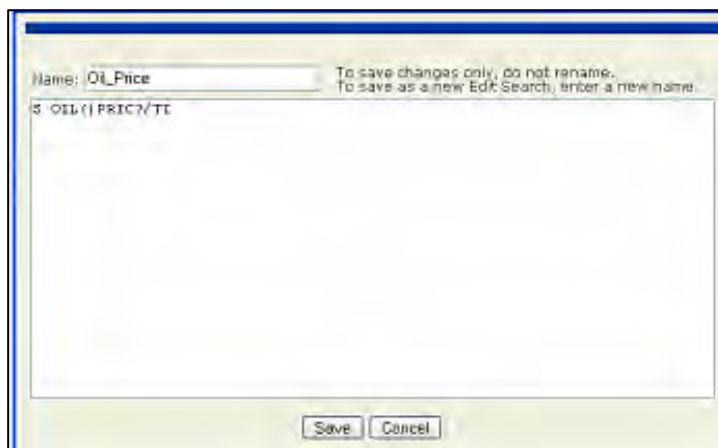 Name: Oil_Price
To save changes only, do not rename.
To save as a new Edit Search, enter a new name
S OIL()PRIC?/TI
Save Cancel